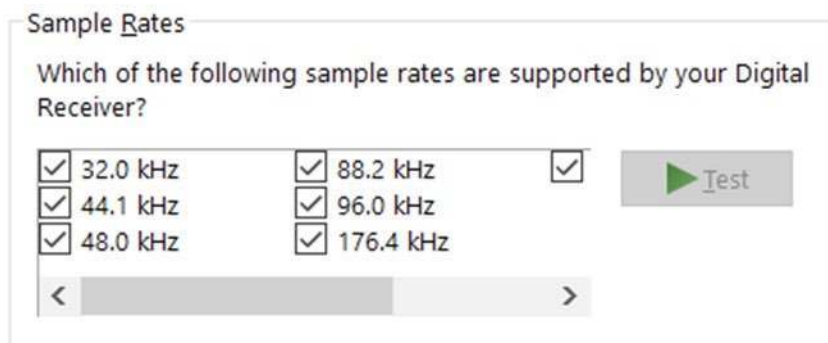 Sample Rates
Which of the following sample rates are supported by your Digital
Receiver?
32.0 kHz 88.2 kHz
44.1 kHz 96.0 kHz
48.0 kHz 176.4 kHz
Test